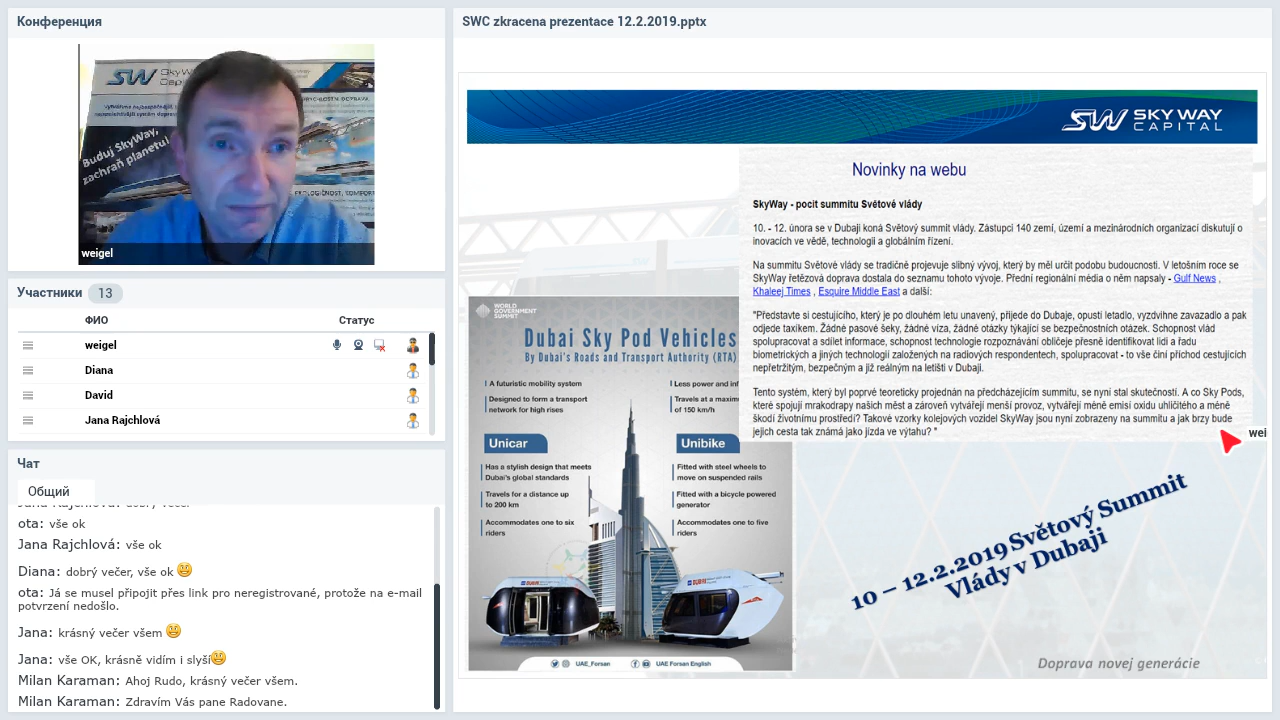 Конференция
SW SkyWay Capital
Buduj SkyWay,
zachraň planetu!
weigel
Участники 13
ФИО Статус
weigel
Diana
David
Jana Rajchlová
Чат
Общий
Jana Rajchlová: dobrý večer
ota: vše ok
Jana Rajchlová: vše ok
Diana: dobrý večer, vše ok
ota: Já se musel připojit přes link pro neregistrované, protože na e-mail
potvrzení nedošlo.
Jana: krásný večer všem
Jana: vše OK, krásně vidím i slyší
Milan Karaman: Ahoj Rudo, krásný večer všem.
Milan Karaman: Zdravím Vás pane Radovane.
SWC zkracena prezentace 12.2.2019.pptx
SW SKY WAY
CAPITAL
Novinky na webu
SkyWay - pocit summitu Světové vlády
10. - 12. února se v Dubaji koná Světový summit vlády. Zástupci 140 zemí, území a mezinárodních organizací diskutují o
inovacích ve vědě, technologii a globálním řízení.
Na summitu Světové vlády se tradičně projevuje slibný vývoj, který by měl určit podobu budoucnosti. V letošním roce se
SkyWay řetězová doprava dostala do seznamu tohoto vývoje. Přední regionální média o něm napsaly - Gulf News ,
Khaleej Times , Esquire Middle East a další:
"Představte si cestujícího, který je po dlouhém letu unavený, přijede do Dubaje, opustí letadlo, vyzdvihne zavazadlo a pak
odjede taxikem. Žádné pasové šeky, žádné víza, žádné otázky týkající se bezpečnostních otázek. Schopnost vlád
spolupracovat a sdílet informace, schopnost technologie rozpoznávání obličeje přesně identifikovat lidi a řadu
biometrických a jiných technologií založených na radiových respondentech, spolupracovat - to vše činí příchod cestujících
nepřetržitým, bezpečným a již reálným na letišti v Dubaji.
Tento systém, který byl poprvé teoreticky projednán na předcházejícím summitu, se nyní stal skutečností. A co Sky Pods,
které spojují mrakodrapy našich měst a zároveň vytvářejí menší provoz, vytvářejí méně emisí oxidu uhličitého a méně
škodí životnímu prostředí? Takové vzorky kolejových vozidel SkyWay jsou nyní zobrazeny na summitu a jak brzy bude
jejich cesta tak známá jako jízda ve výtahu? "
wei
WORLD
GOVERNMENT
SUMMIT
Dubai Sky Pod Vehicles
By Dubai's Roads and Transport Authority (RTA)
A futuristic mobility system
Designed to form a transport
network for high rises
Less power and inf
Travels at a maximu
of 150 km/h
Unicar
Has a stylish design that meets
Dubai's global standards
Travels for a distance up
to 200 km
Accommodates one to six
riders
Unibike
Fitted with steel wheels to
move on suspended rails
Fitted with a bicycle powered
generator
Accommodates one to five
riders
UAE_Forsan UAE Forsan English
10 – 12.2.2019 Světový Summit
Vlády v Dubaji
Doprava novej generácie